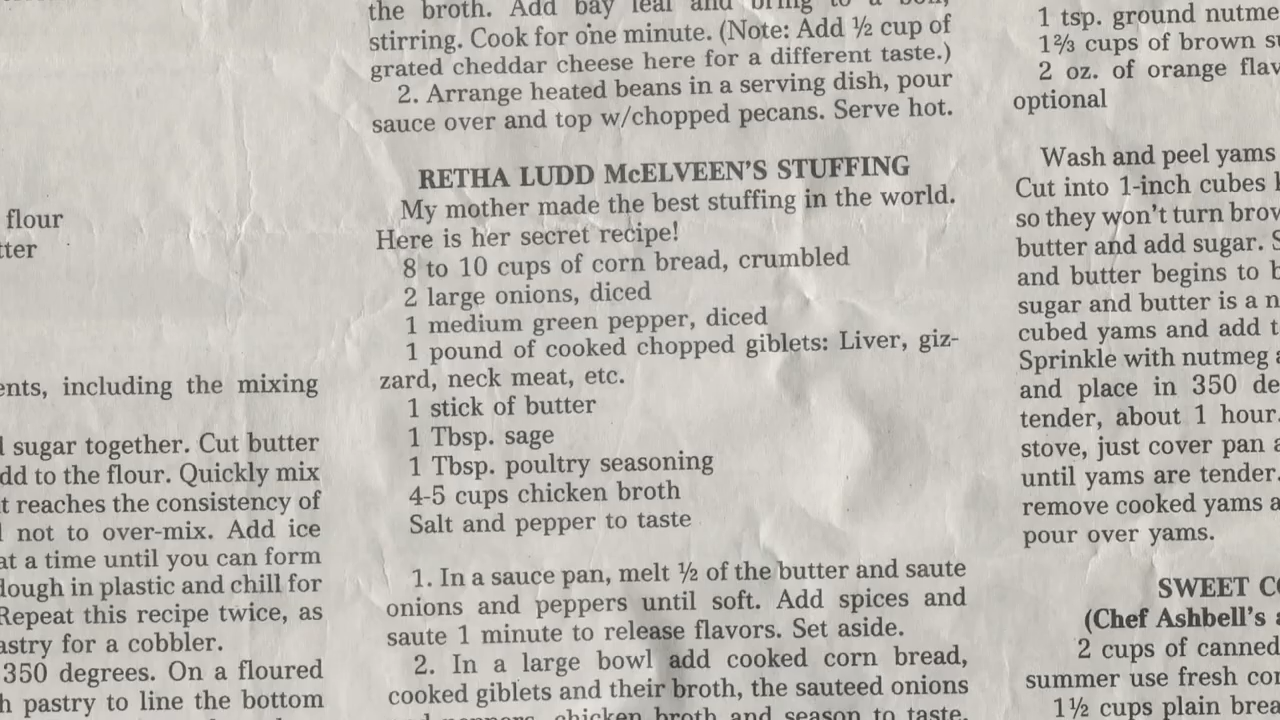 flour
ents, including the mixing
sugar together. Cut butter
dd to the flour. Quickly mix
t reaches the consistency of
not to over-mix. Add ice
at a time until you can form
dough in plastic and chill for
Repeat this recipe twice, as
astry for a cobbler.
350 degrees. On a floured
pastry to line the bottom
the broth. Add bay leaf and bring to a boil,
stirring. Cook for one minute. (Note: Add ½ cup of
grated cheddar cheese here for a different taste.)
2. Arrange heated beans in a serving dish, pour
sauce over and top w/chopped pecans. Serve hot.
RETHA LUDD McELVEEN'S STUFFING
My mother made the best stuffing in the world.
Here is her secret recipe!
8 to 10 cups of corn bread, crumbled
2 large onions, diced
1 medium green pepper, diced
1 pound of cooked chopped giblets: Liver, giz-
zard, neck meat, etc.
1 stick of butter
1 Tbsp. sage
1 Tbsp. poultry seasoning
4-5 cups chicken broth
Salt and pepper to taste
1. In a sauce pan, melt ½ of the butter and saute
onions and peppers until soft. Add spices and
saute 1 minute to release flavors. Set aside.
2. In a large bowl add cooked corn bread,
cooked giblets and their broth, the sauteed onions
and peppers, chicken broth and season to taste.
1 tsp. ground nutme
1⅔ cups of brown su
2 oz. of orange flav
optional
Wash and peel yams
Cut into 1-inch cubes
so they won't turn brow
butter and add sugar. S
and butter begins to b
sugar and butter is a n
cubed yams and add t
Sprinkle with nutmeg a
and place in 350 de
tender, about 1 hour.
stove, just cover pan a
until yams are tender.
remove cooked yams a
pour over yams.
SWEET CO
(Chef Ashbell's a
2 cups of canned
summer use fresh cor
1½ cups plain brea